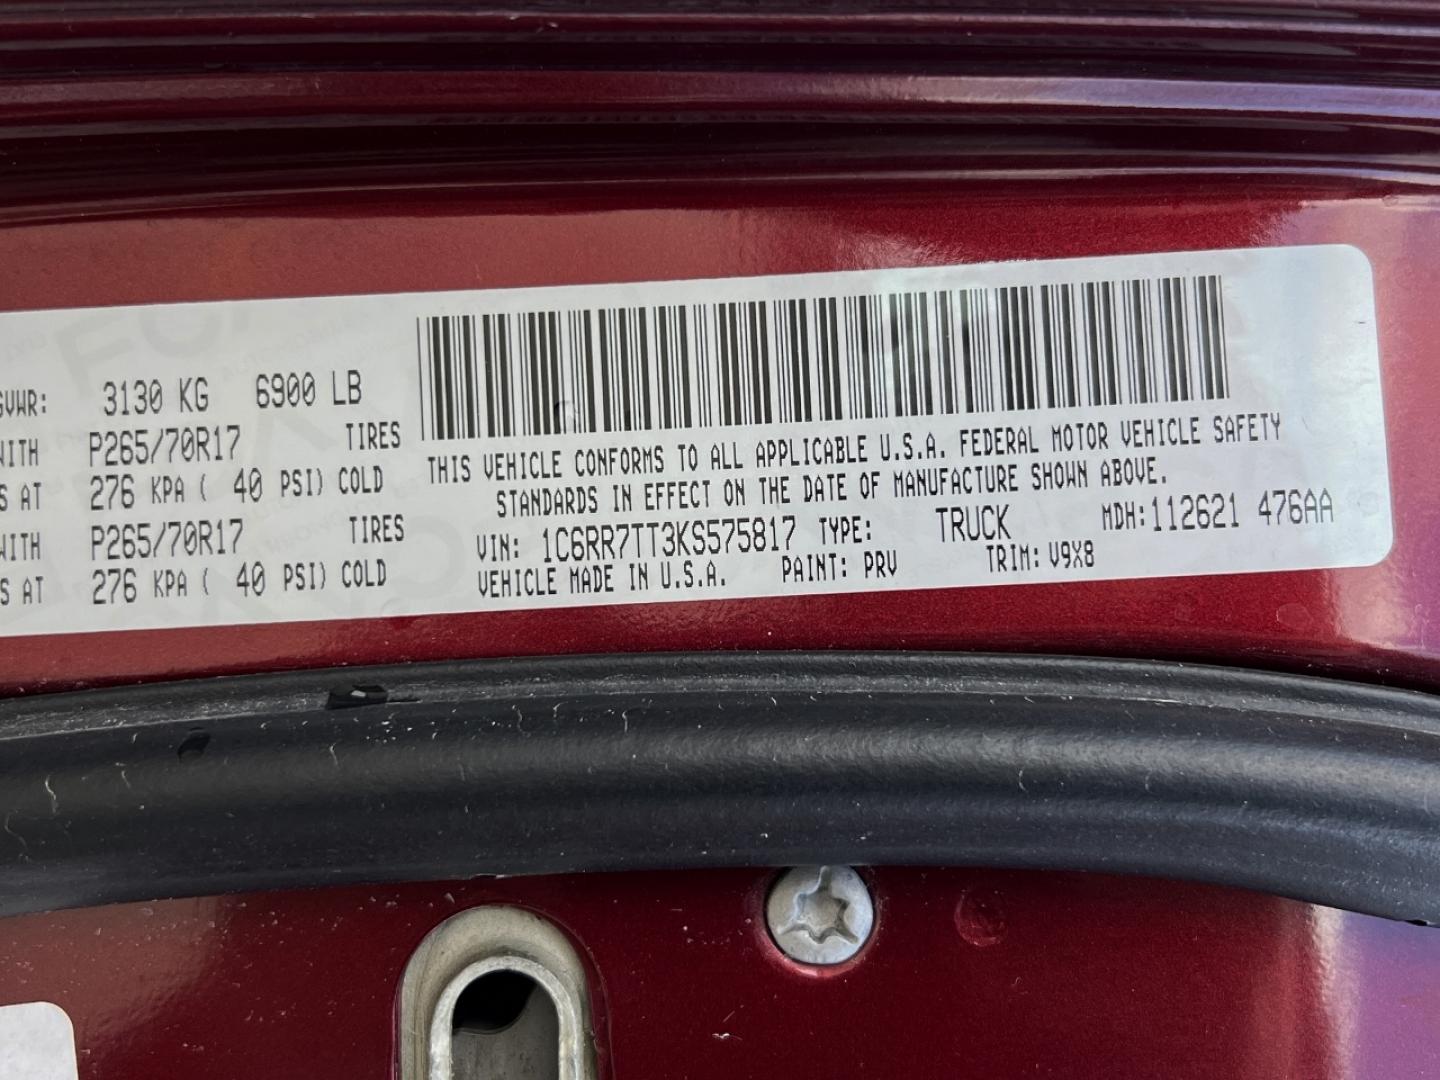 GVWR: 3130 KG 6900 LB
WITH P265/70R17 TIRES
S AT 276 KPA ( 40 PSI) COLD
WITH P265/70R17 TIRES
S AT 276 KPA ( 40 PSI) COLD
THIS VEHICLE CONFORMS TO ALL APPLICABLE U.S.A. FEDERAL MOTOR VEHICLE SAFETY
STANDARDS IN EFFECT ON THE DATE OF MANUFACTURE SHOWN ABOVE.
VIN: 1C6RR7TT3KS575817 TYPE: TRUCK MDH:112621 476AA
VEHICLE MADE IN U.S.A. PAINT: PRV TRIM: V9X8